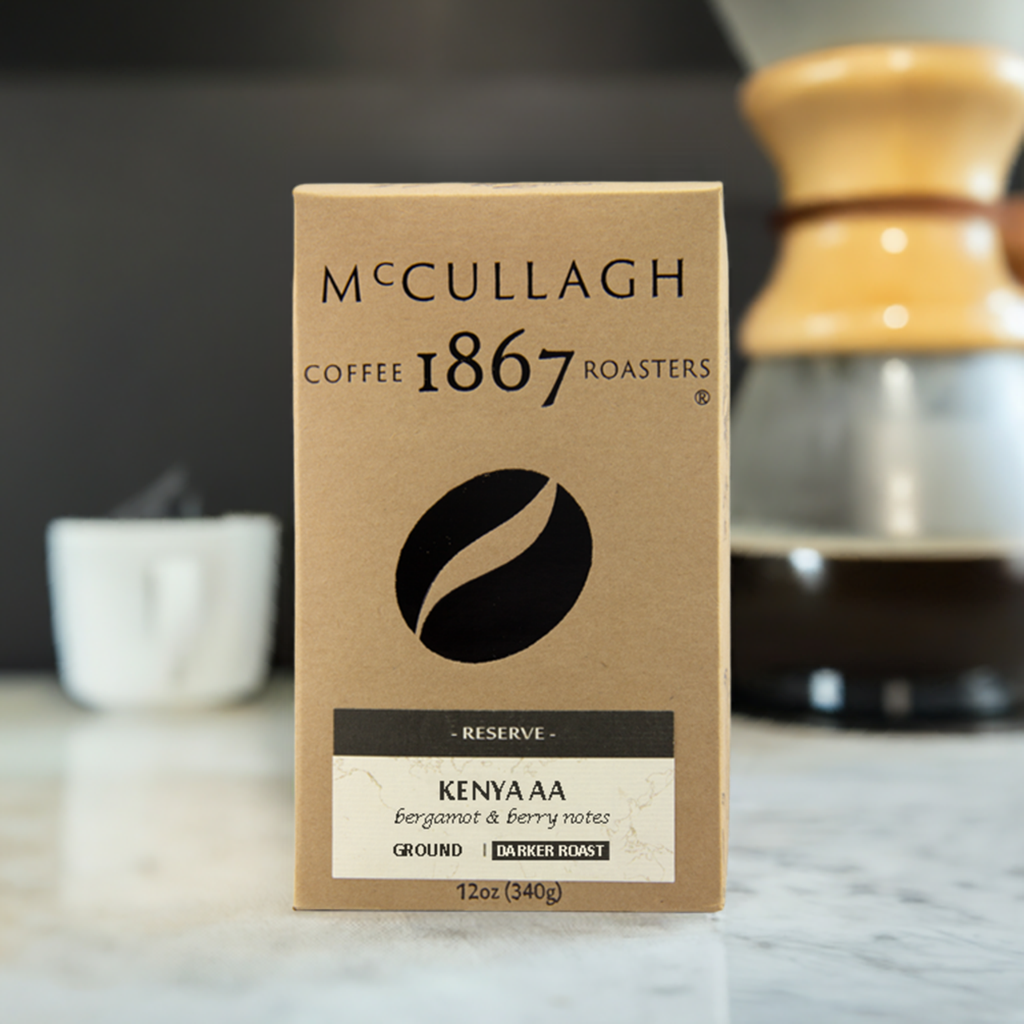 McCULLAGH
COFFEE 1867 ROASTERS
®
- RESERVE -
KENYA AA
bergamot & berry notes
GROUND | DARKER ROAST
12oz (340g)